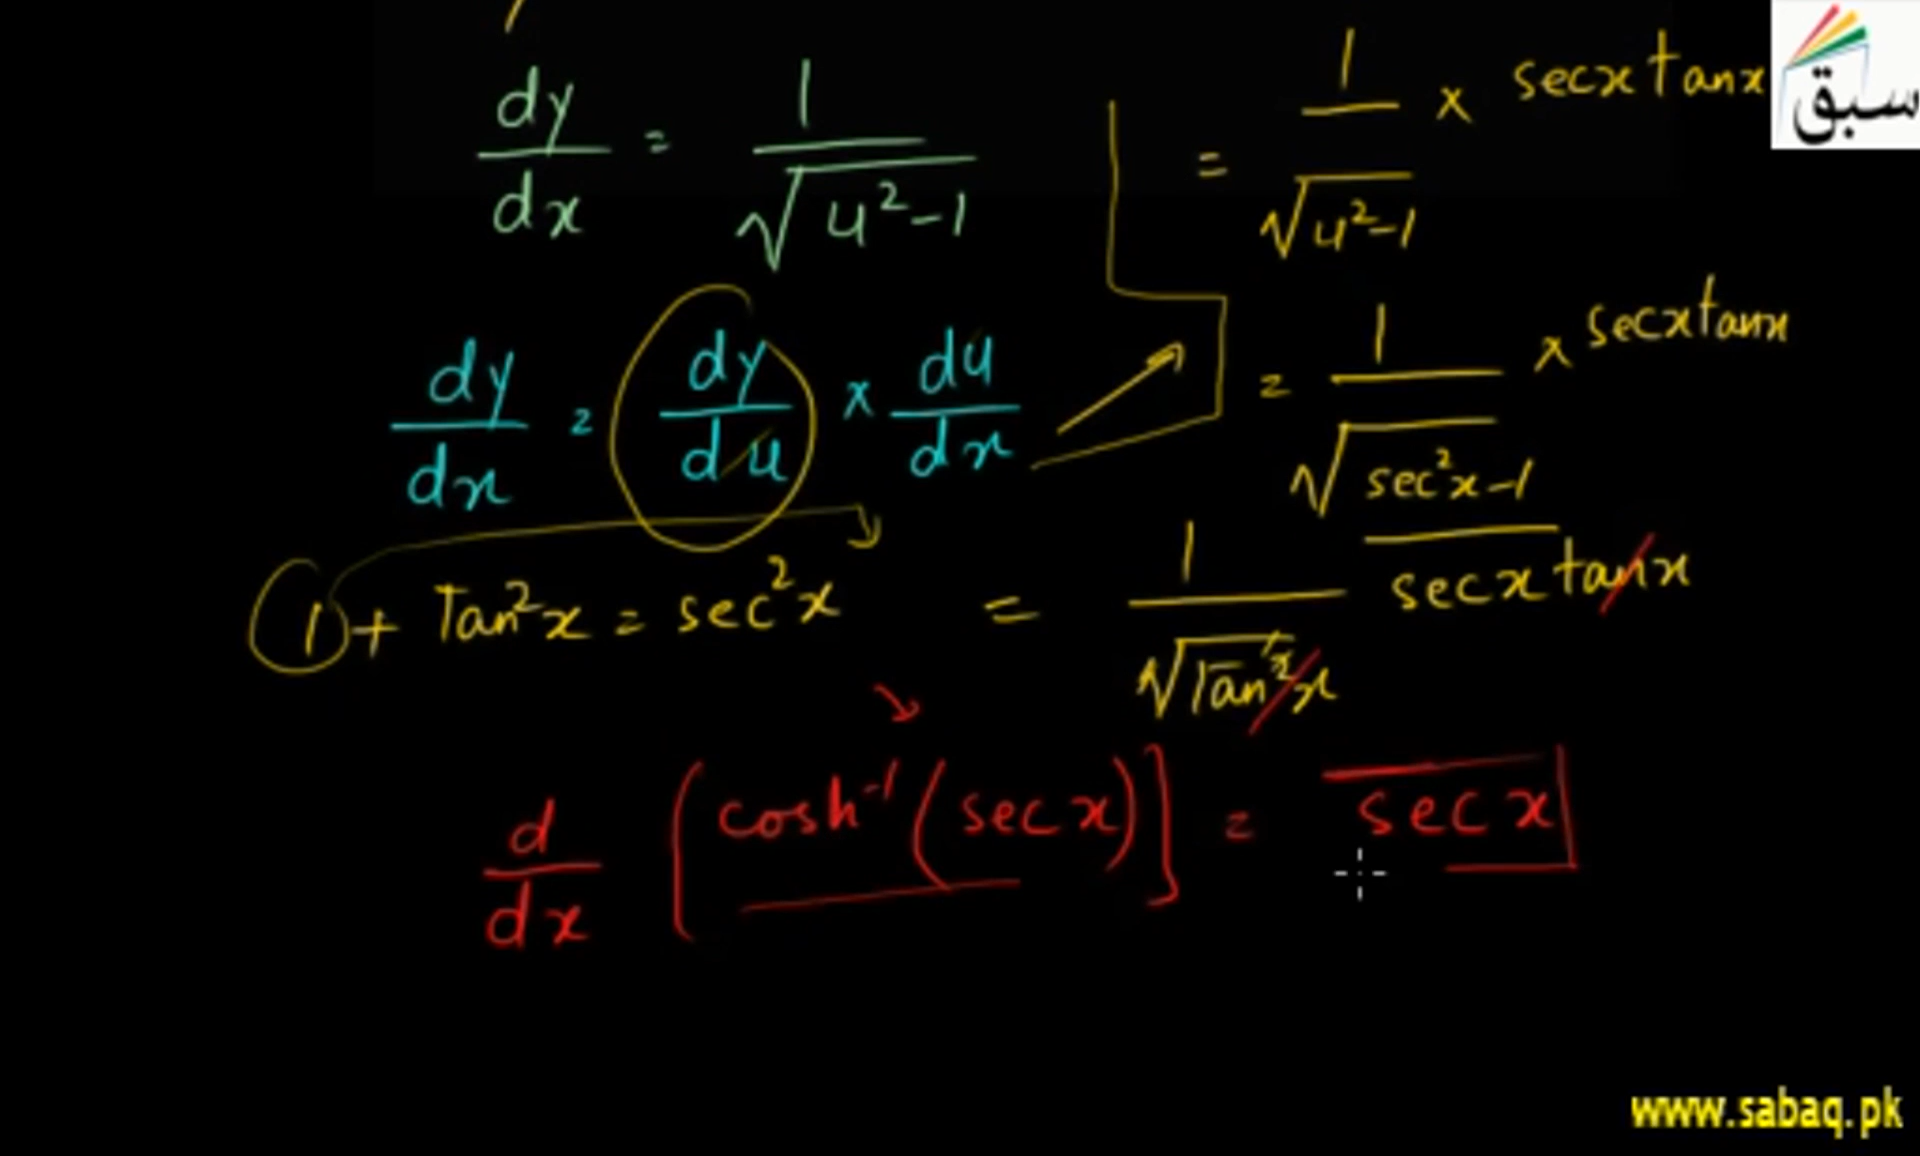 dy/dx = 1/√(u²-1)
= 1/√(u²-1) × secx tanx
سبق
dy/dx = dy/du × du/dx
= 1/√(sec²x-1) × secx tanx
1 + Tan²x = sec²x
= 1/√(Tan²x) secx tanx
d/dx [cosh⁻¹(sec x)] = sec x
www.sabaq.pk